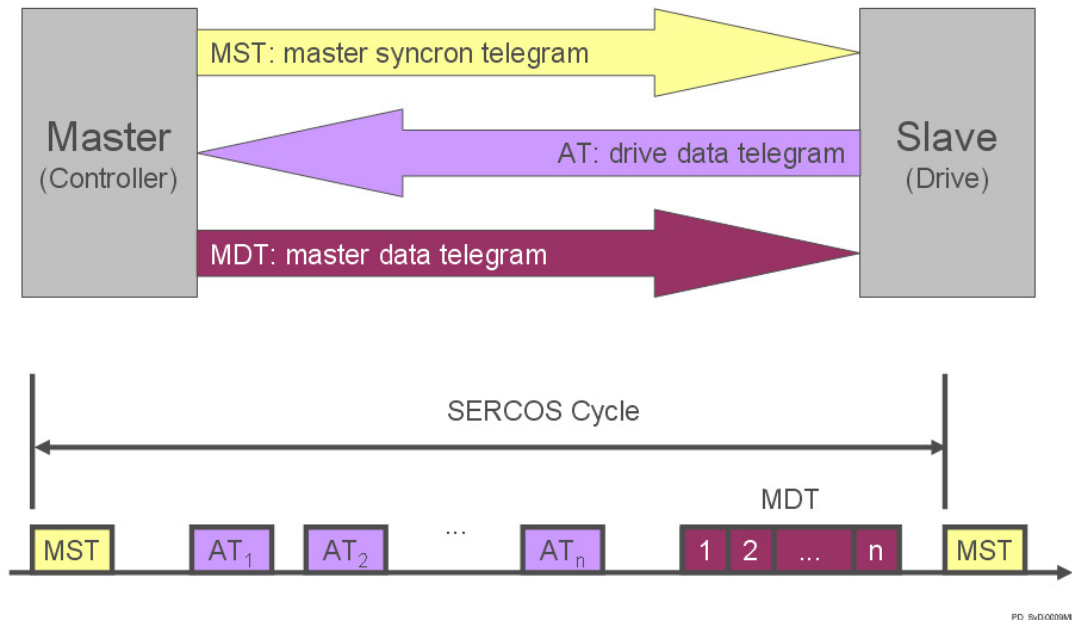 MST: master syncron telegram
Master
(Controller)
AT: drive data telegram
Slave
(Drive)
MDT: master data telegram
SERCOS Cycle
MDT
MST
AT1
AT2
...
ATn
1
2
...
n
MST